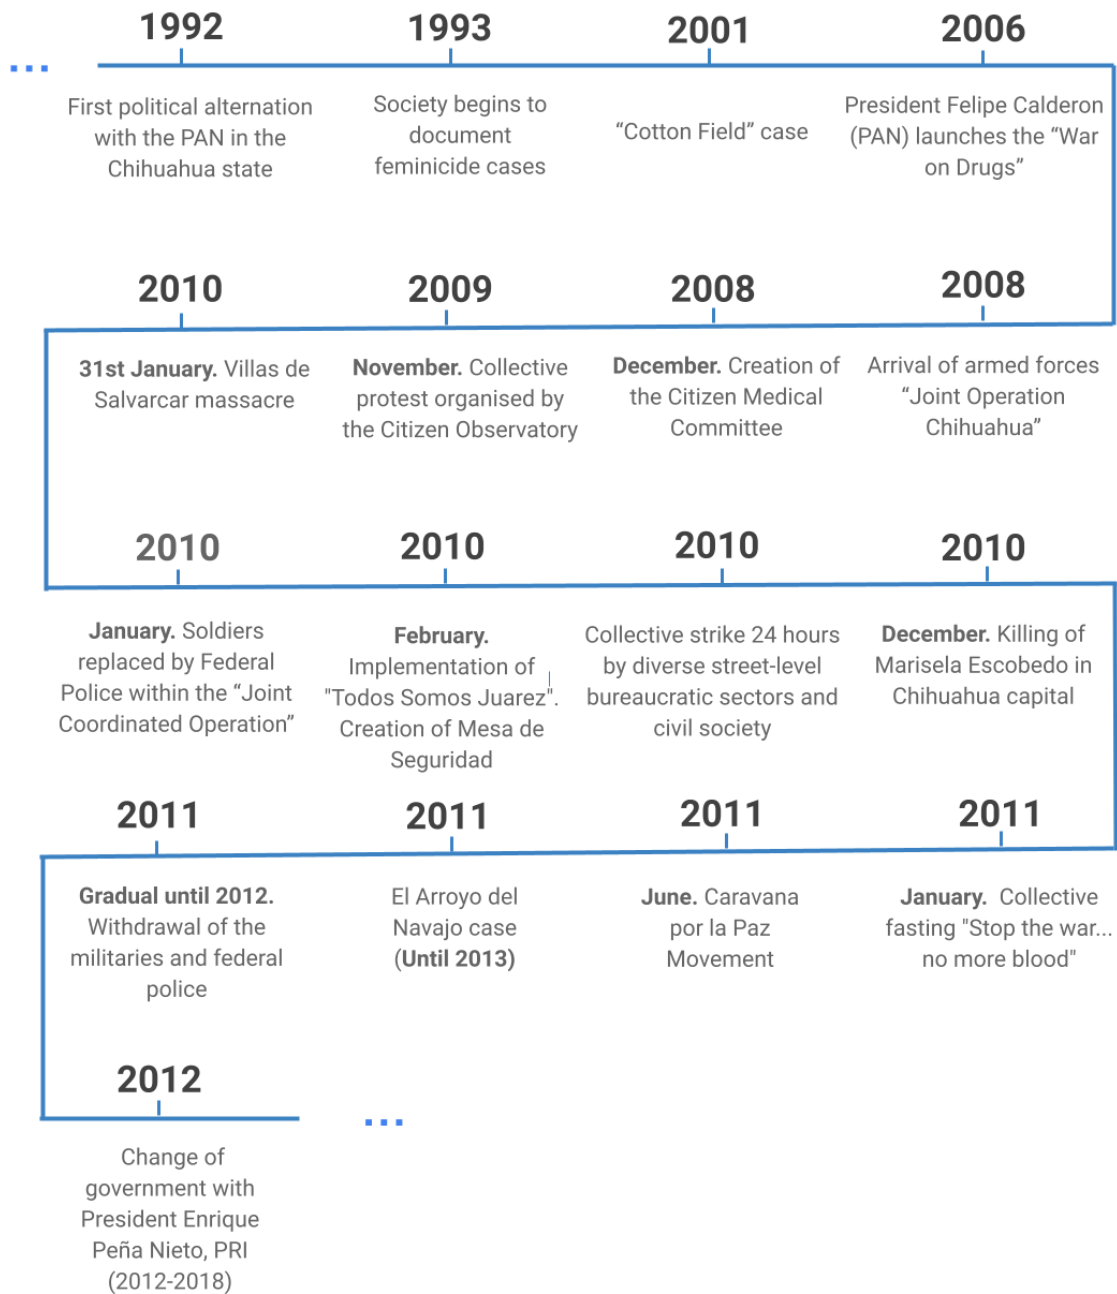 ...
1992
First political alternation
with the PAN in the
Chihuahua state
1993
Society begins to
document
feminicide cases
2001
“Cotton Field” case
2006
President Felipe Calderon
(PAN) launches the “War
on Drugs”
2008
Arrival of armed forces
“Joint Operation
Chihuahua”
2008
December. Creation of
the Citizen Medical
Committee
2009
November. Collective
protest organised by
the Citizen Observatory
2010
31st January. Villas de
Salvarcar massacre
2010
January. Soldiers
replaced by Federal
Police within the “Joint
Coordinated Operation”
2010
February.
Implementation of
"Todos Somos Juarez".
Creation of Mesa de
Seguridad
2010
Collective strike 24 hours
by diverse street-level
bureaucratic sectors and
civil society
2010
December. Killing of
Marisela Escobedo in
Chihuahua capital
2011
January. Collective
fasting "Stop the war...
no more blood"
2011
June. Caravana
por la Paz
Movement
2011
El Arroyo del
Navajo case
(Until 2013)
2011
Gradual until 2012.
Withdrawal of the
militaries and federal
police
2012
Change of
government with
President Enrique
Peña Nieto, PRI
(2012-2018)
...